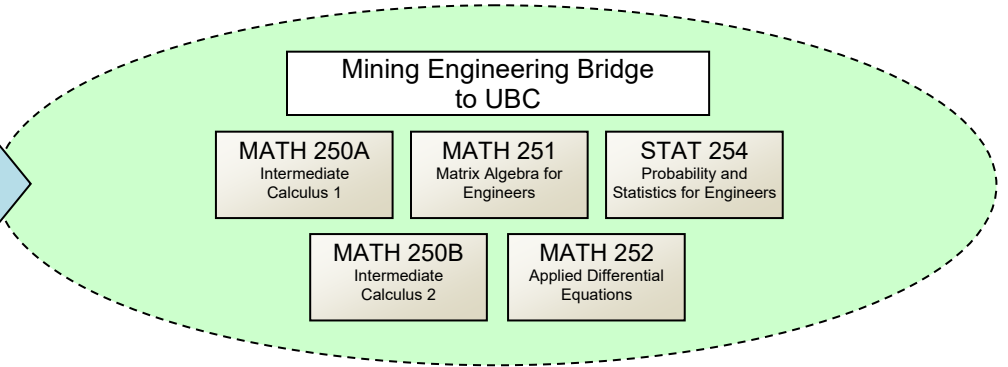 Mining Engineering Bridge
to UBC
MATH 250A
Intermediate
Calculus 1
MATH 251
Matrix Algebra for
Engineers
STAT 254
Probability and
Statistics for Engineers
MATH 250B
Intermediate
Calculus 2
MATH 252
Applied Differential
Equations